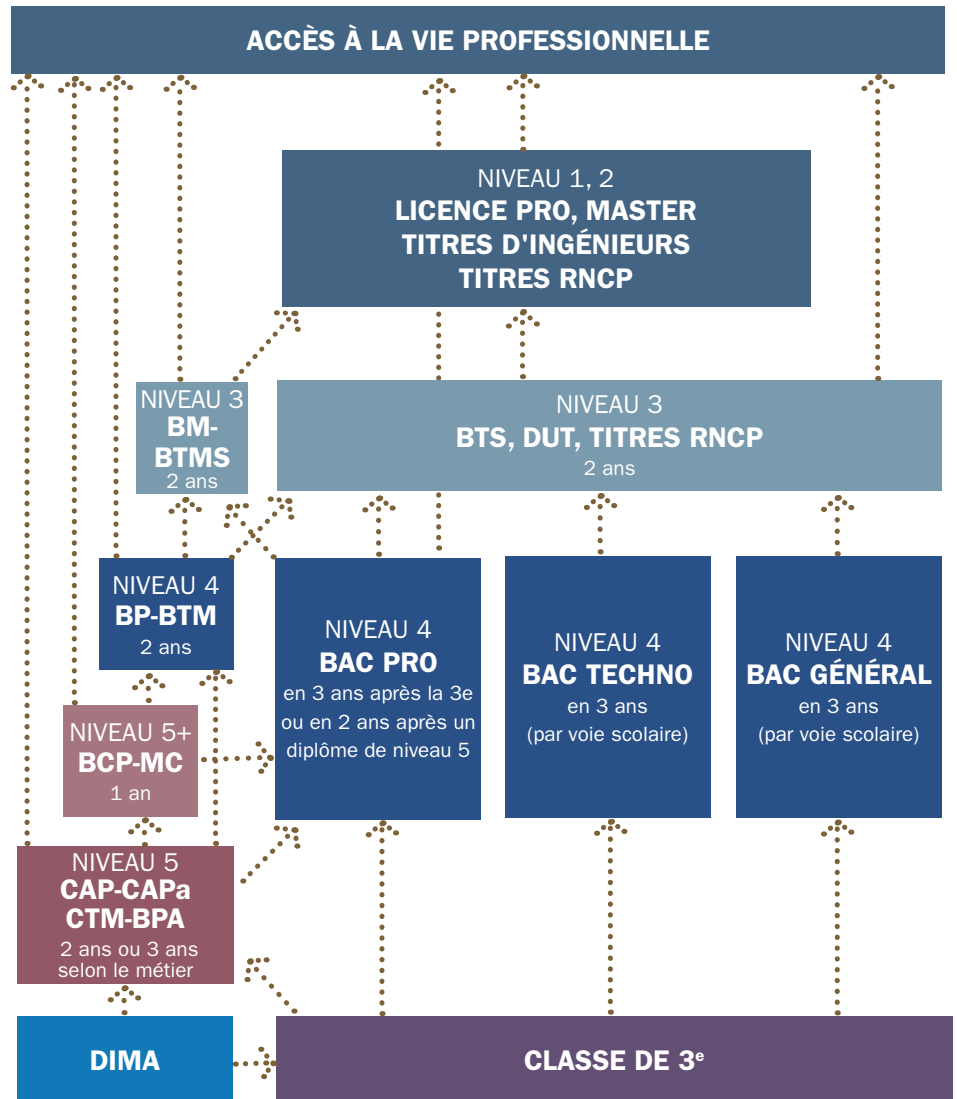 ACCÈS À LA VIE PROFESSIONNELLE
NIVEAU 1, 2
LICENCE PRO, MASTER
TITRES D'INGÉNIEURS
TITRES RNCP
NIVEAU 3
BM-
BTMS
2 ans
NIVEAU 3
BTS, DUT, TITRES RNCP
2 ans
NIVEAU 4
BP-BTM
2 ans
NIVEAU 4
BAC PRO
en 3 ans après la 3e
ou en 2 ans après un
diplôme de niveau 5
NIVEAU 4
BAC TECHNO
en 3 ans
(par voie scolaire)
NIVEAU 4
BAC GÉNÉRAL
en 3 ans
(par voie scolaire)
NIVEAU 5+
BCP-MC
1 an
NIVEAU 5
CAP-CAPa
CTM-BPA
2 ans ou 3 ans
selon le métier
DIMA
CLASSE DE 3e